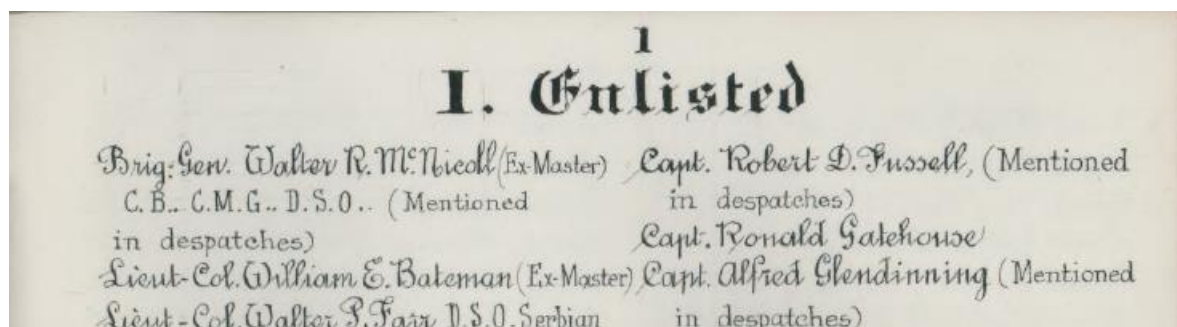 1
I. Enlisted
Brig:Gen. Walter R. McNicoll (Ex-Master)
C.B.. C.M.G.. D.S.O.. (Mentioned
in despatches)
Lieut-Col. William E. Bateman (Ex-Master)
Lieut-Col. Walter P. Farr D.S.O. Serbian
Capt. Robert D. Fussell, (Mentioned
in despatches)
Capt. Ronald Gatehouse
Capt. Alfred Glendinning (Mentioned
in despatches)